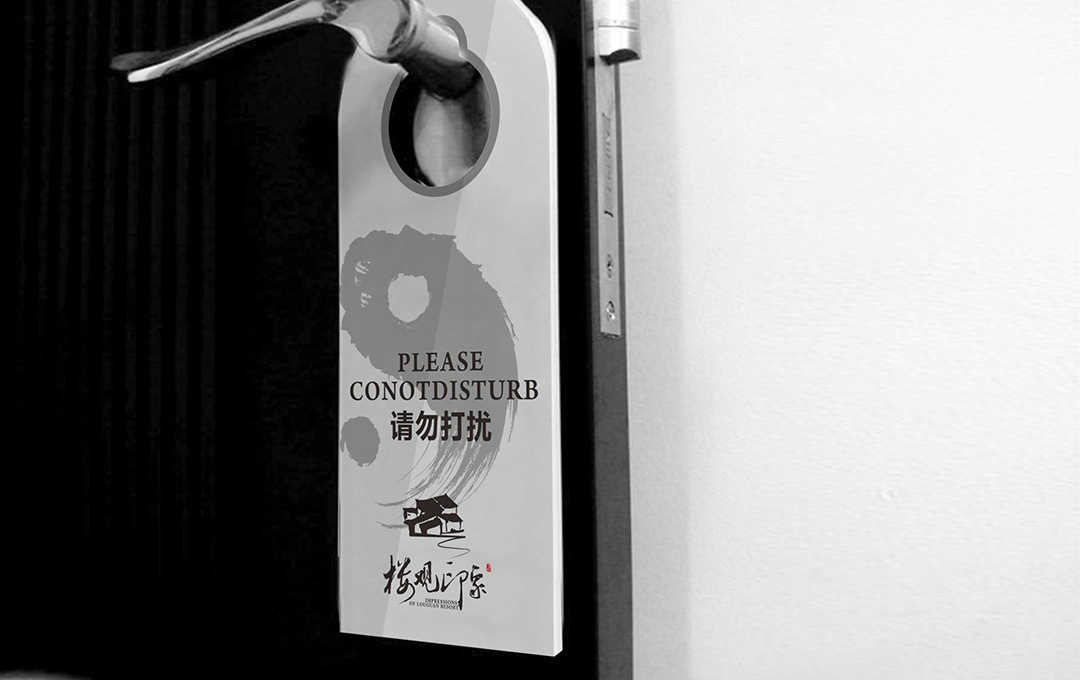 PLEASE
CONOTDISTURB
请勿打扰
楼观印象
IMPRESSIONS
OF LOUGUAN RESORT